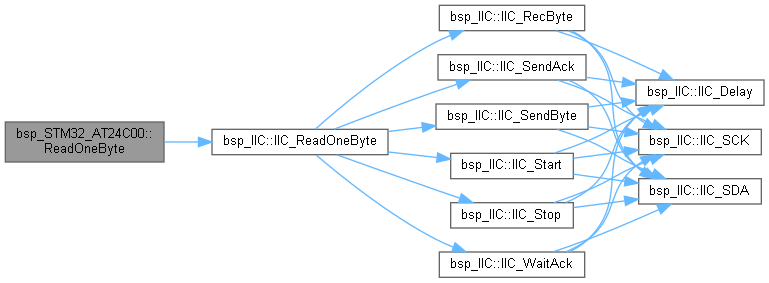 bsp_STM32_AT24C00::
ReadOneByte
bsp_IIC::IIC_ReadOneByte
bsp_IIC::IIC_RecByte
bsp_IIC::IIC_SendAck
bsp_IIC::IIC_SendByte
bsp_IIC::IIC_Start
bsp_IIC::IIC_Stop
bsp_IIC::IIC_WaitAck
bsp_IIC::IIC_Delay
bsp_IIC::IIC_SCK
bsp_IIC::IIC_SDA